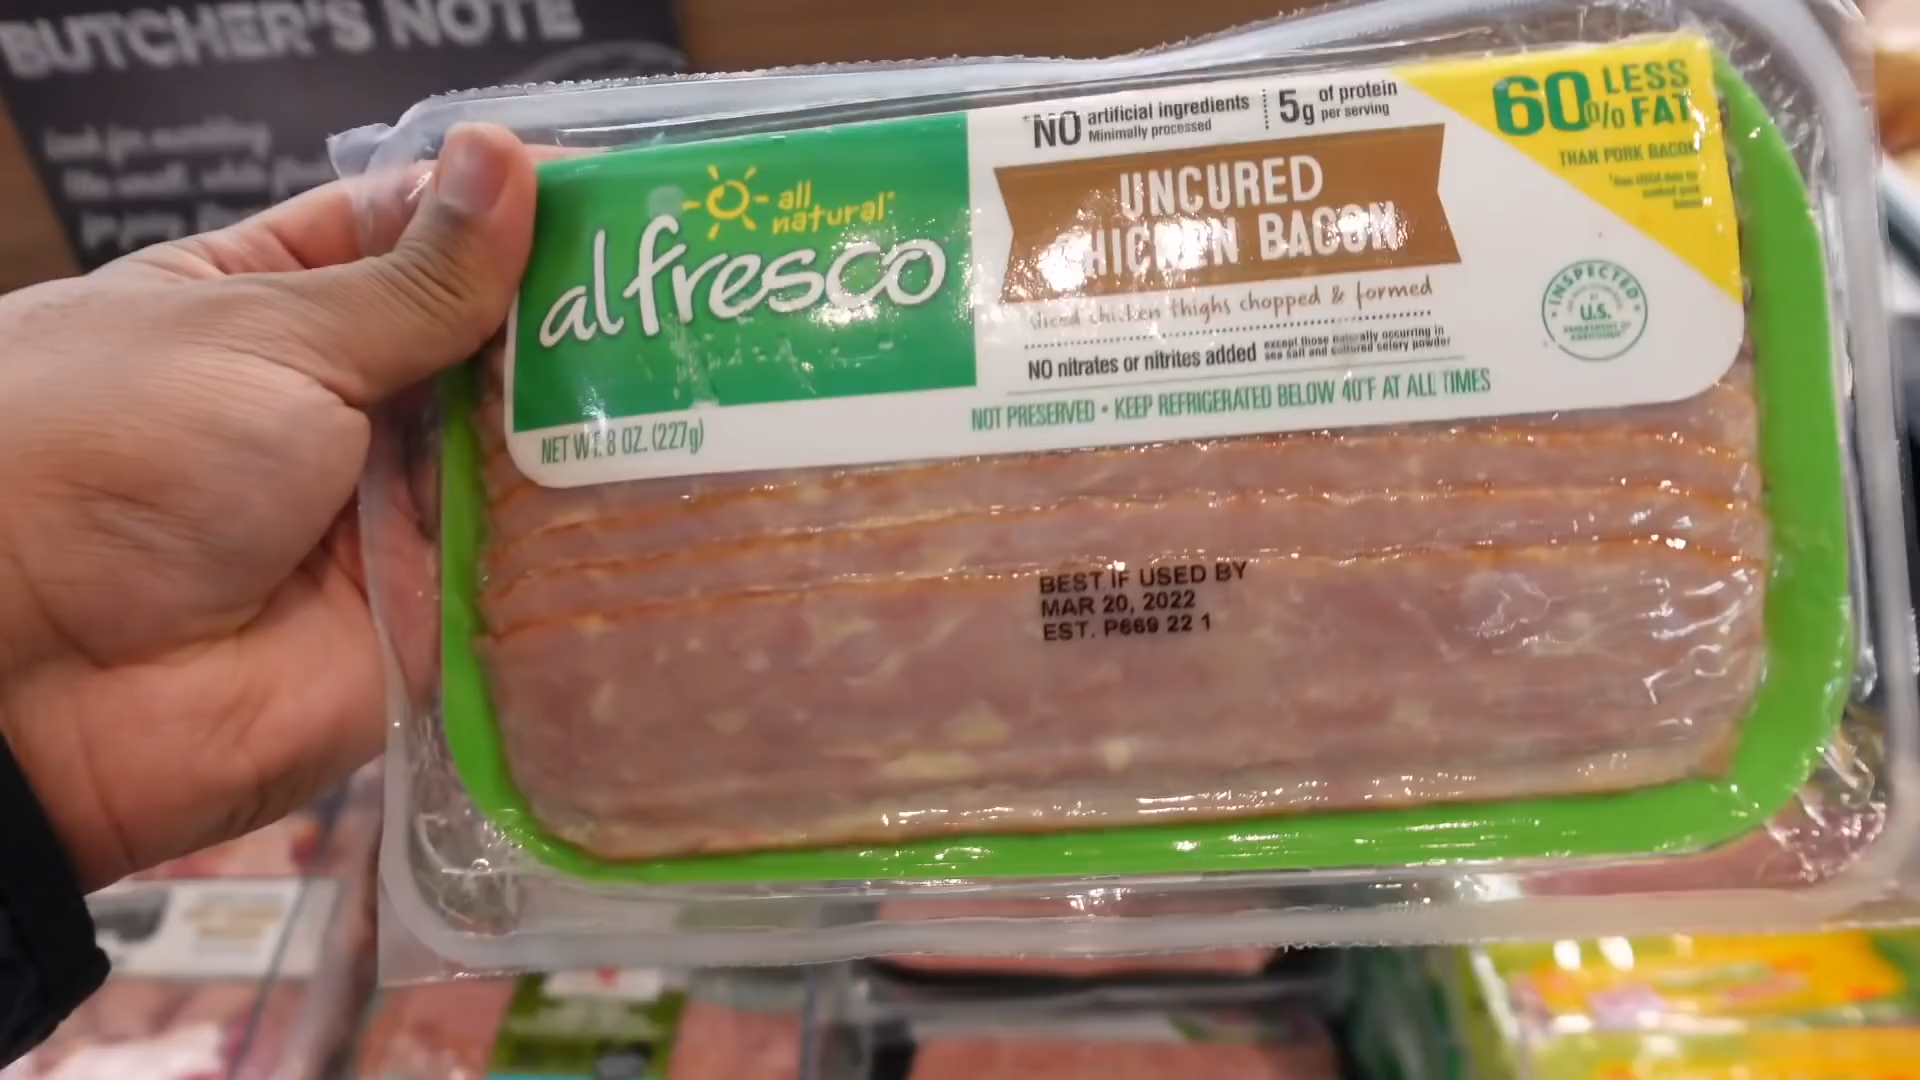 BUTCHER'S NOTE
*NO artificial ingredients
Minimally processed
5g of protein
per serving
60% LESS
FAT
THAN PORK BACON
all
natural*
al fresco
UNCURED
CHICKEN BACON
sliced chicken thighs chopped & formed
NO nitrates or nitrites added except those naturally occurring in
sea salt and cultured celery powder
INSPECTED
U.S.
NOT PRESERVED • KEEP REFRIGERATED BELOW 40°F AT ALL TIMES
NET WT. 8 OZ. (227g)
BEST IF USED BY
MAR 20, 2022
EST. P669 22 1